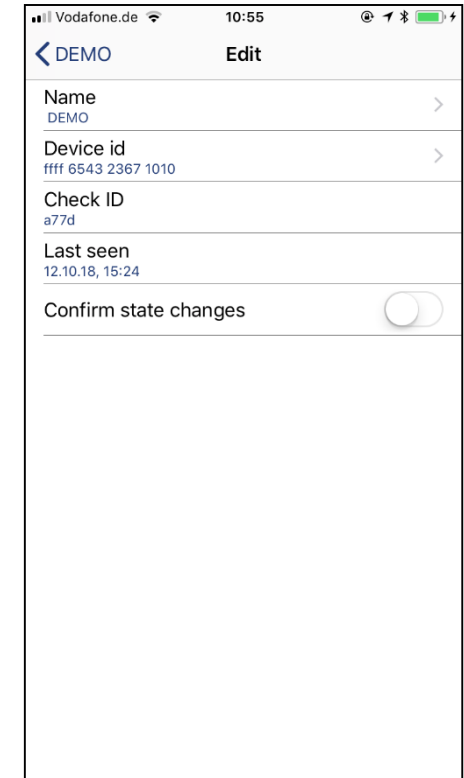 Vodafone.de 10:55
DEMO Edit
Name
DEMO
Device id
ffff 6543 2367 1010
Check ID
a77d
Last seen
12.10.18, 15:24
Confirm state changes